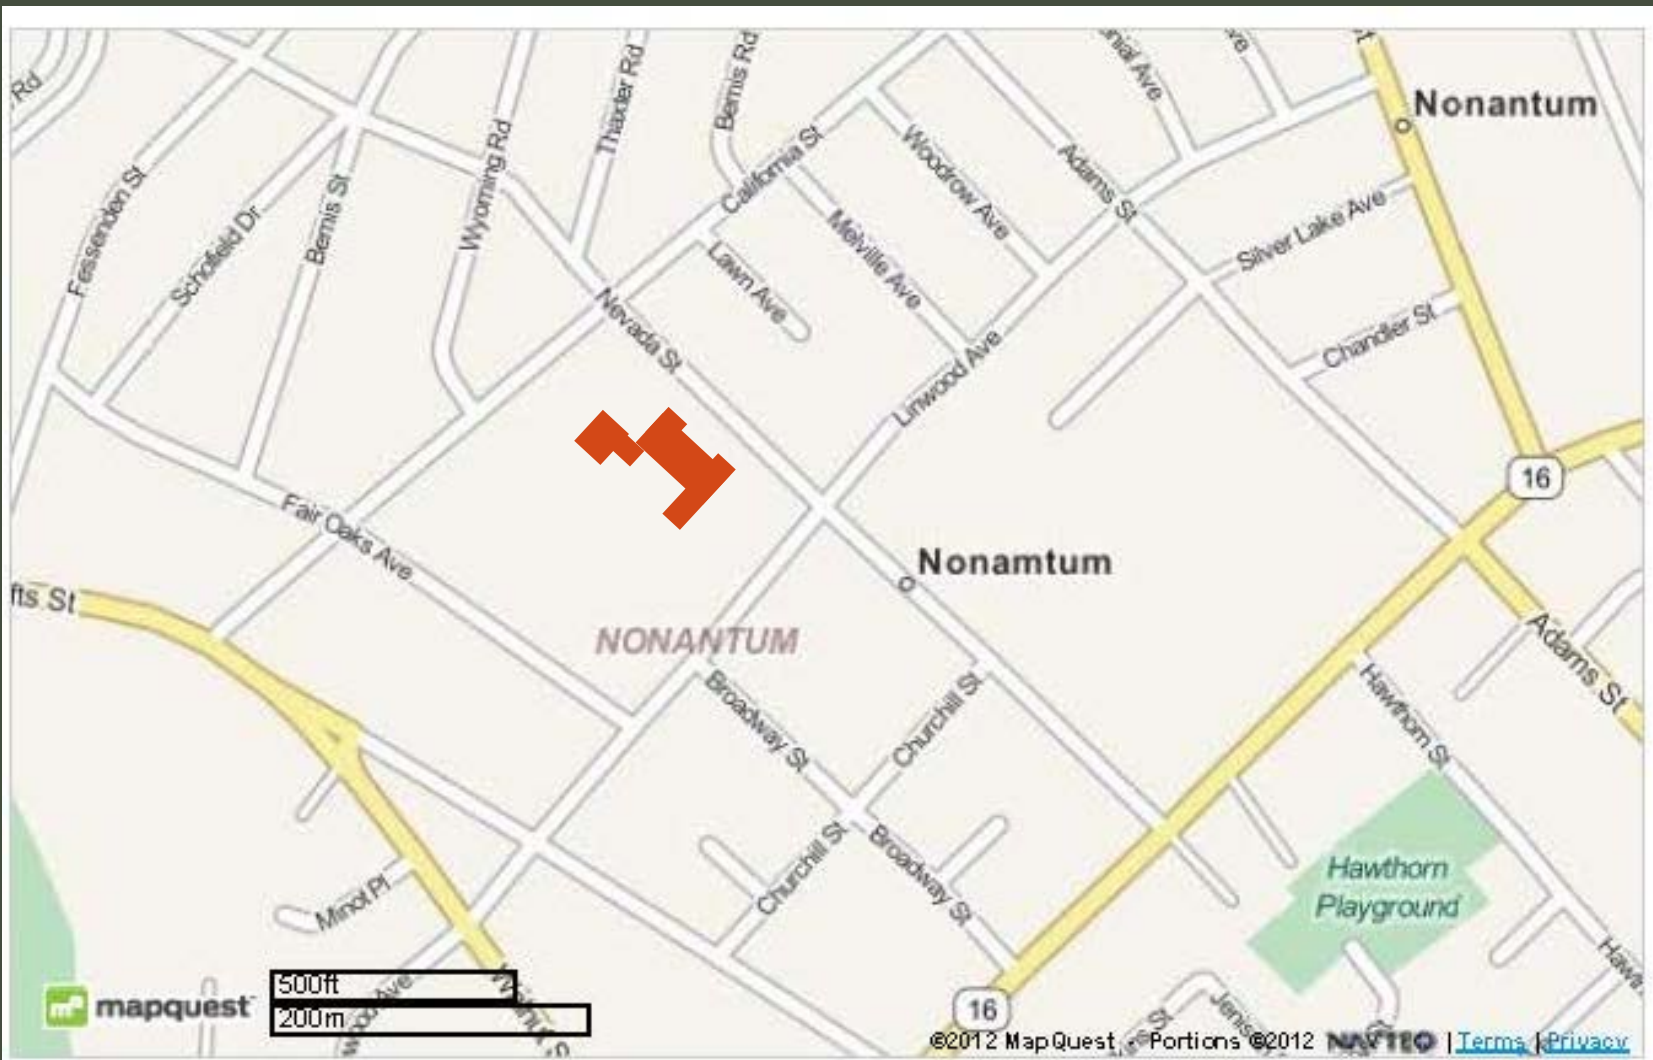 Rd
Fessenden St
Schofield Dr
Bemis St
Wyoming Rd
Thaxter Rd
Bemis Rd
California St
Nevada St
Lawn Ave
Melville Ave
Woodrow Ave
Adams St
Linwood Ave
Silver Lake Ave
Chandler St
Nonantum
16
Fair Oaks Ave
fts St
Nonamtum
NONANTUM
Broadway St
Churchill St
Churchill St
Broadway St
Adams St
Hawthorn St
Hawthorn
Playground
Minot Pl
16
500ft
200m
mapquest
©2012 MapQuest - Portions ©2012 NAVTEQ | Terms | Privacy